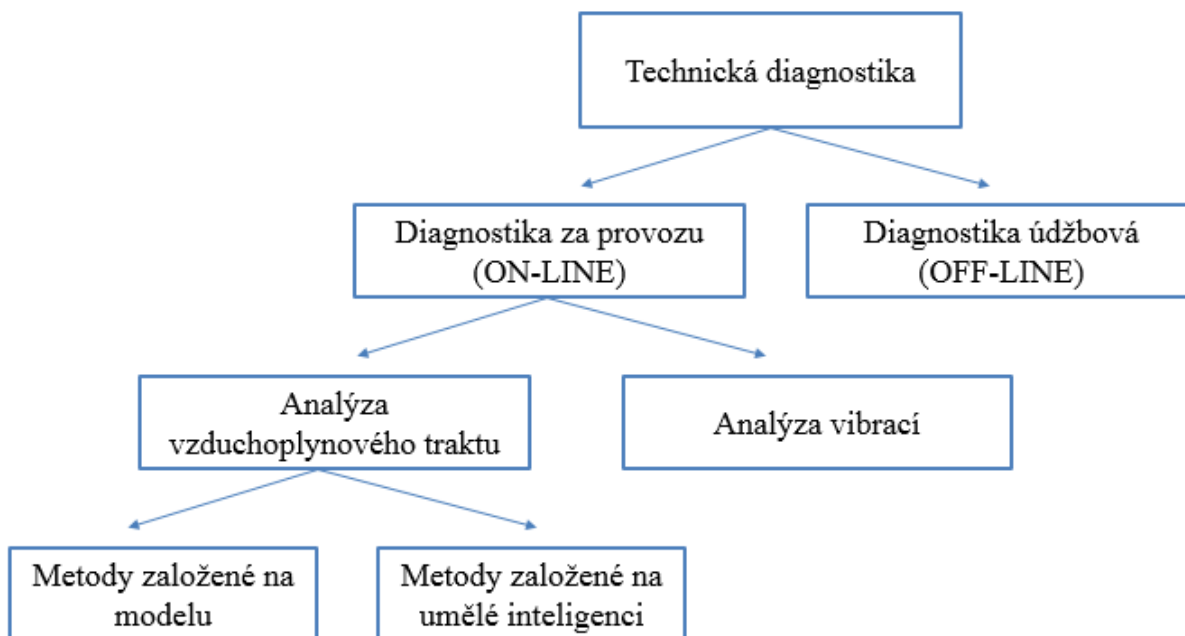 Technická diagnostika
Diagnostika za provozu
(ON-LINE)
Diagnostika údžbová
(OFF-LINE)
Analýza
vzduchoplynového traktu
Analýza vibrací
Metody založené na
modelu
Metody založené na
umělé inteligenci